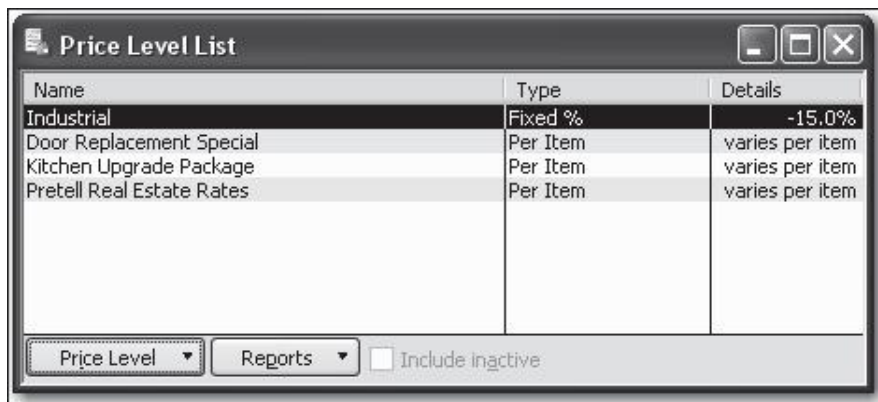 Price Level List
Name Type Details
Industrial Fixed % -15.0%
Door Replacement Special Per Item varies per item
Kitchen Upgrade Package Per Item varies per item
Pretell Real Estate Rates Per Item varies per item
Price Level Reports Include inactive